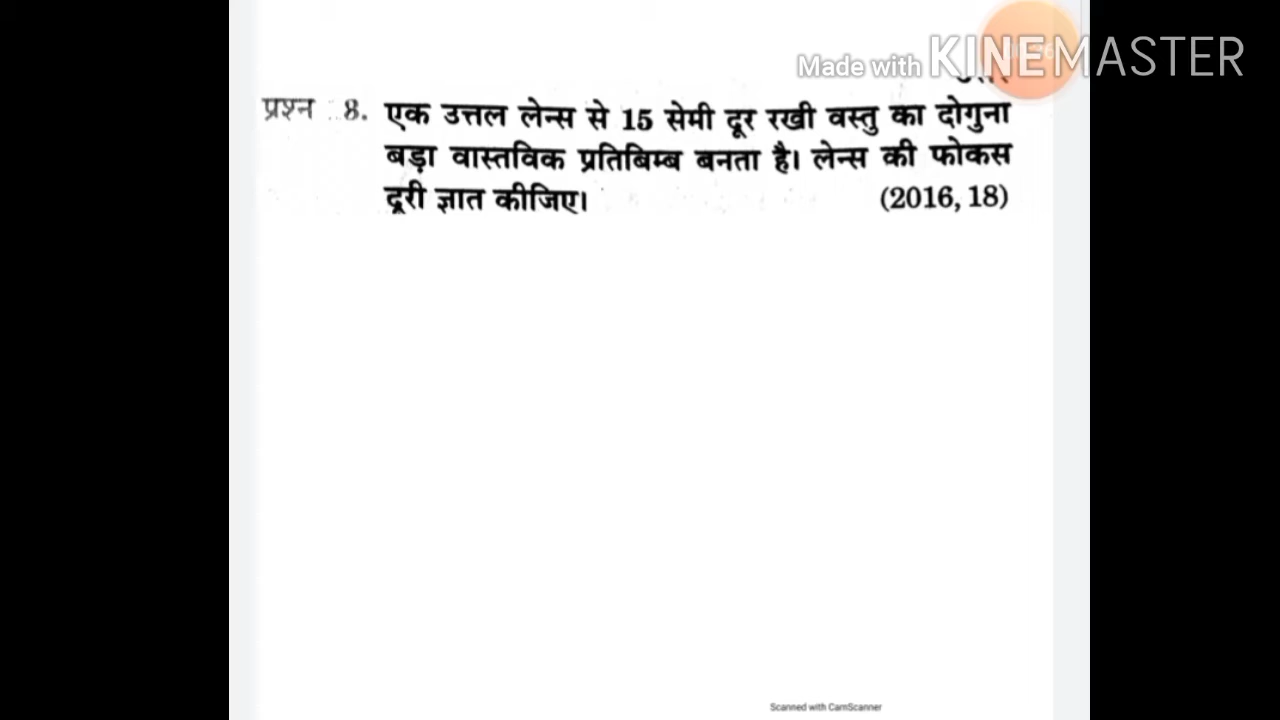 Made with KINEMASTER
प्रश्न 8. एक उत्तल लेन्स से 15 सेमी दूर रखी वस्तु का दोगुना
बड़ा वास्तविक प्रतिबिम्ब बनता है। लेन्स की फोकस
दूरी ज्ञात कीजिए। (2016, 18)
Scanned with CamScanner